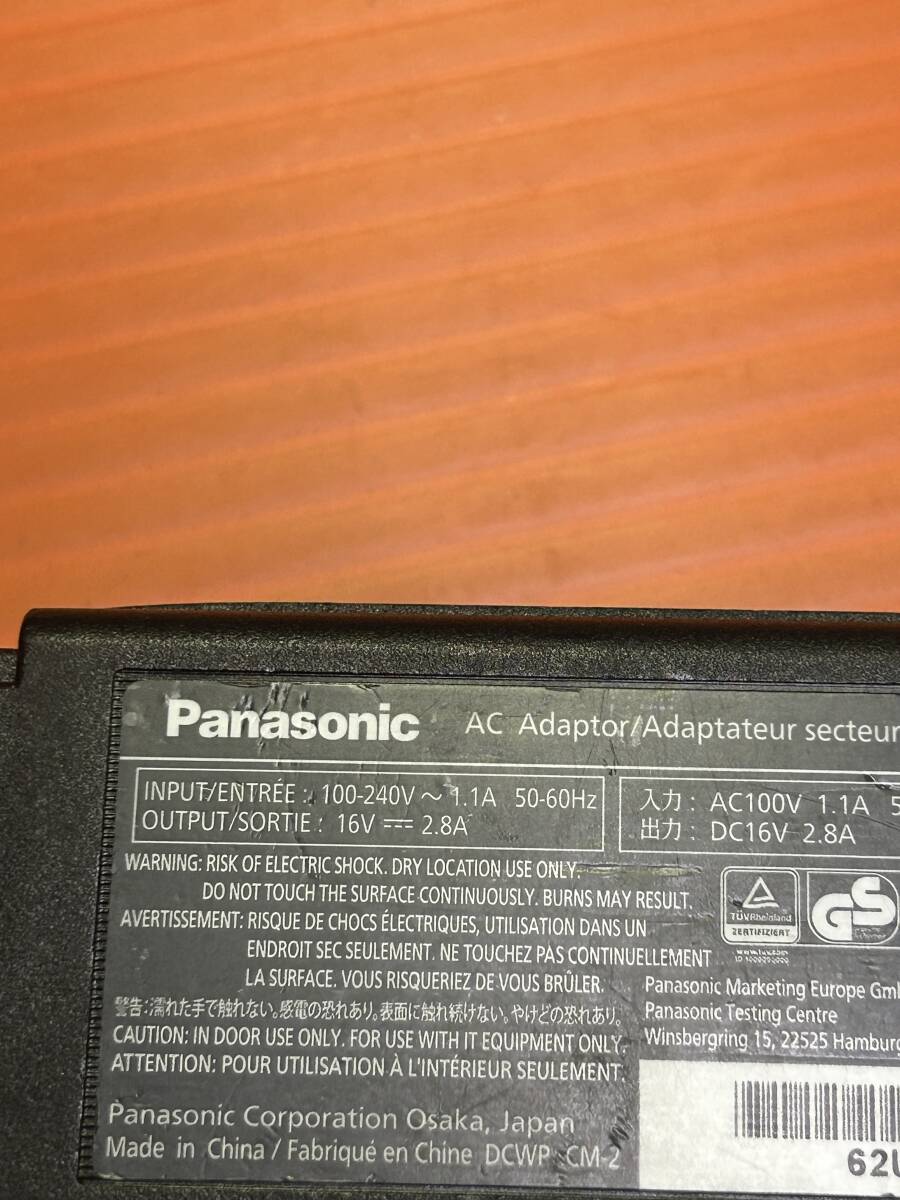 Panasonic AC Adaptor/Adaptateur secteur
INPUT/ENTRÉE : 100-240V ～ 1.1A 50-60Hz
OUTPUT/SORTIE : 16V ⎓ 2.8A
入力 : AC100V 1.1A 5
出力 : DC16V 2.8A
WARNING: RISK OF ELECTRIC SHOCK. DRY LOCATION USE ONLY.
DO NOT TOUCH THE SURFACE CONTINUOUSLY. BURNS MAY RESULT.
AVERTISSEMENT: RISQUE DE CHOCS ÉLECTRIQUES, UTILISATION DANS UN
ENDROIT SEC SEULEMENT. NE TOUCHEZ PAS CONTINUELLEMENT
LA SURFACE. VOUS RISQUERIEZ DE VOUS BRÛLER.
警告:濡れた手で触れない。感電の恐れあり。表面に触れ続けない。やけどの恐れあり。
CAUTION: IN DOOR USE ONLY. FOR USE WITH IT EQUIPMENT ONLY.
ATTENTION: POUR UTILISATION À L'INTÉRIEUR SEULEMENT.
TÜVRheinland
ZERTIFIZIERT
GS
Panasonic Marketing Europe Gm
Panasonic Testing Centre
Winsbergring 15, 22525 Hamburg
Panasonic Corporation Osaka, Japan
Made in China / Fabriqué en Chine DCWP CM-2
62U